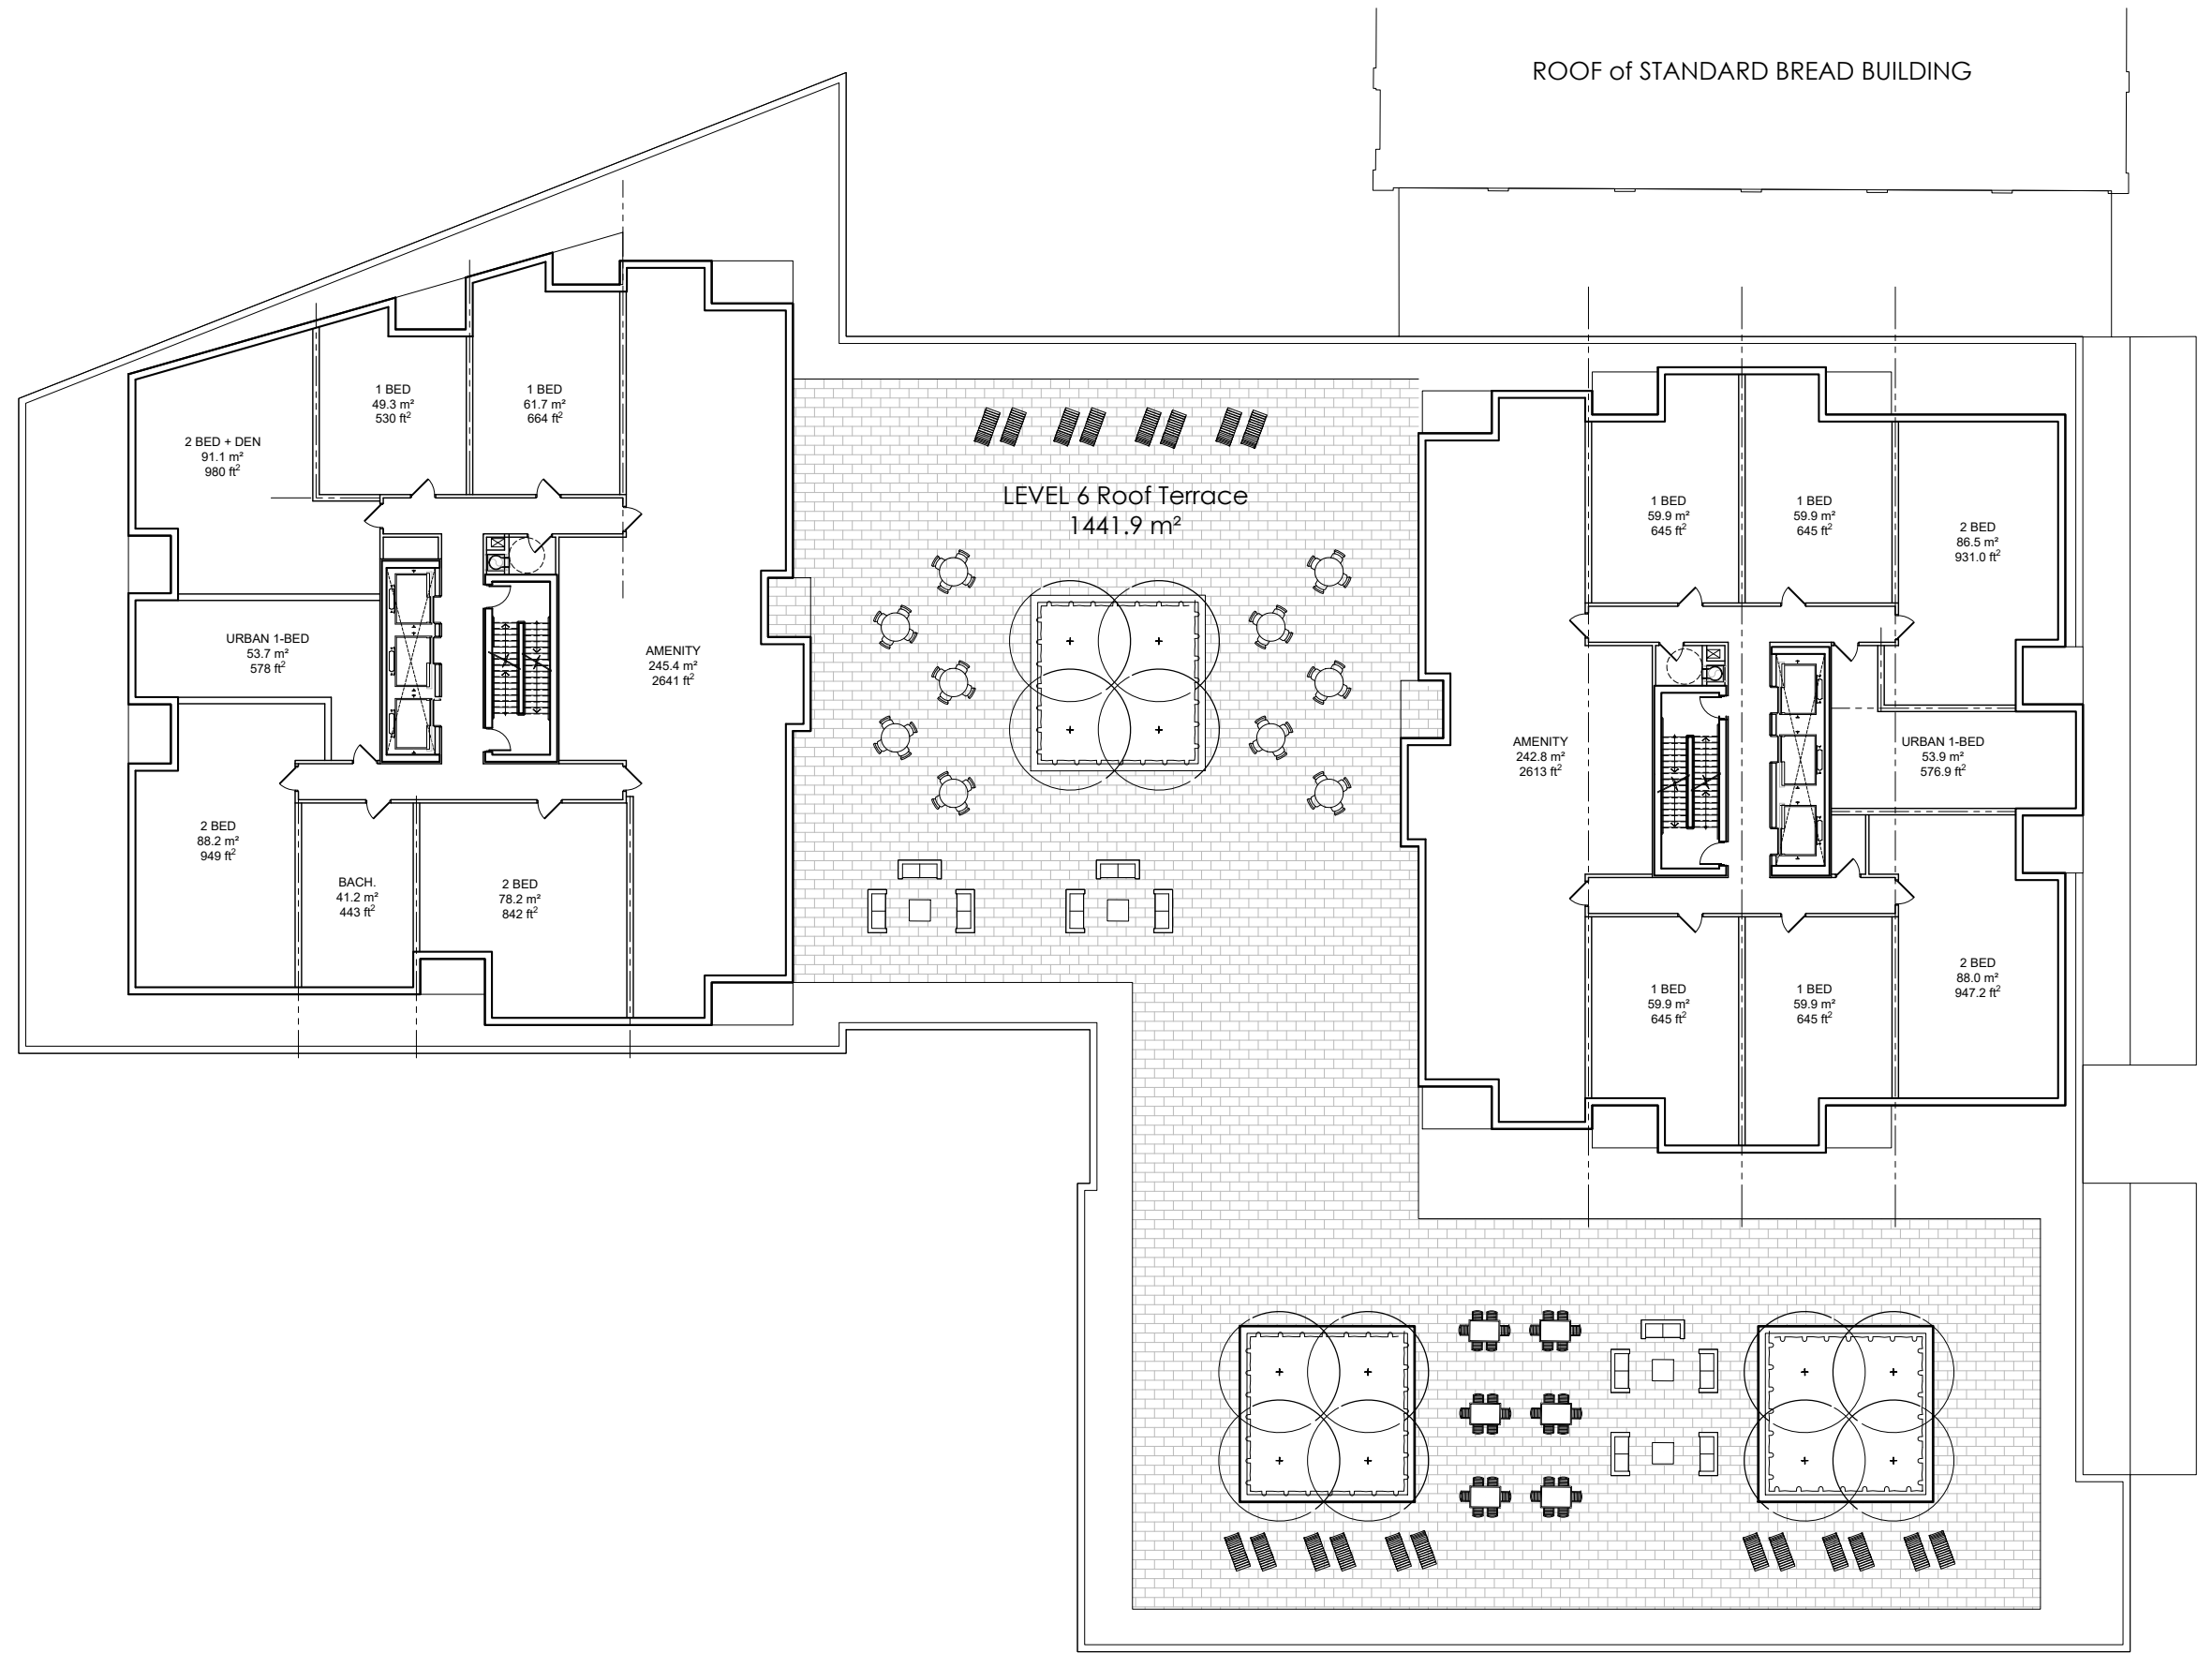 ROOF of STANDARD BREAD BUILDING
1 BED
49.3 m²
530 ft²
1 BED
61.7 m²
664 ft²
2 BED + DEN
91.1 m²
980 ft²
LEVEL 6 Roof Terrace
1441.9 m²
1 BED
59.9 m²
645 ft²
1 BED
59.9 m²
645 ft²
2 BED
86.5 m²
931.0 ft²
URBAN 1-BED
53.7 m²
578 ft²
AMENITY
245.4 m²
2641 ft²
AMENITY
242.8 m²
2613 ft²
URBAN 1-BED
53.9 m²
576.9 ft²
2 BED
88.2 m²
949 ft²
BACH.
41.2 m²
443 ft²
2 BED
78.2 m²
842 ft²
1 BED
59.9 m²
645 ft²
1 BED
59.9 m²
645 ft²
2 BED
88.0 m²
947.2 ft²